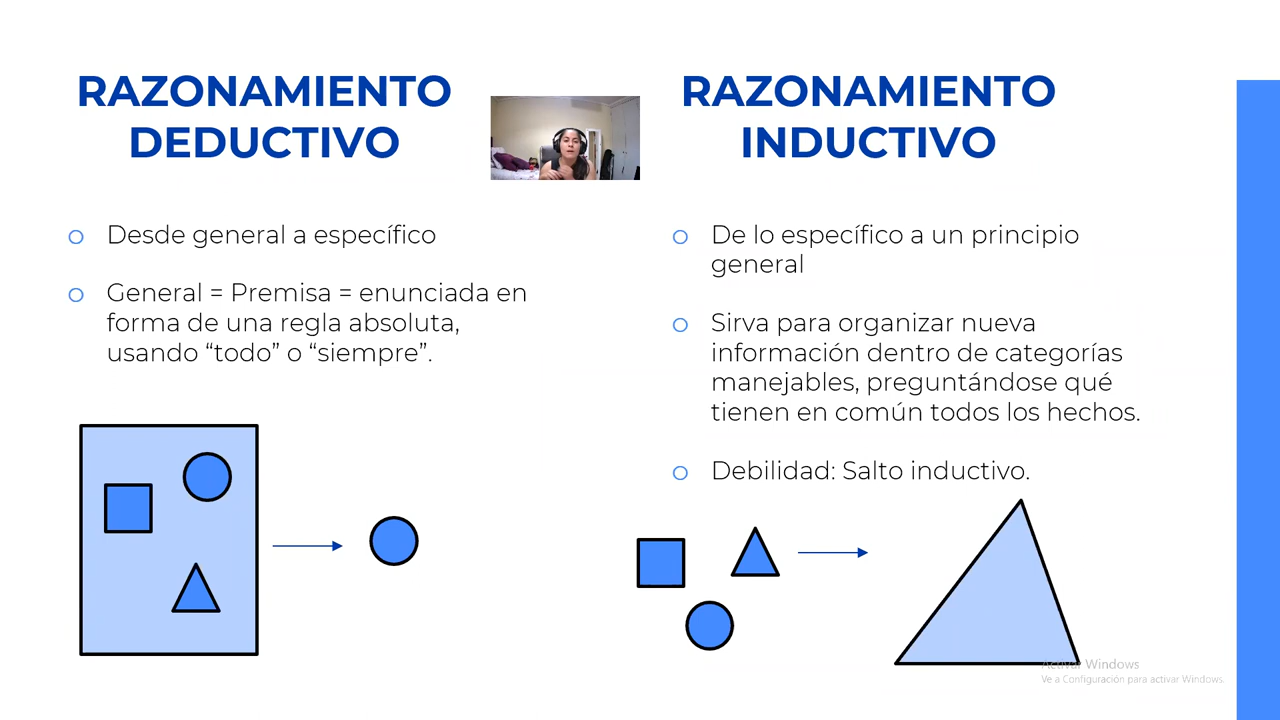 RAZONAMIENTO
DEDUCTIVO
o Desde general a específico
o General = Premisa = enunciada en
forma de una regla absoluta,
usando “todo” o “siempre”.
RAZONAMIENTO
INDUCTIVO
o De lo específico a un principio
general
o Sirva para organizar nueva
información dentro de categorías
manejables, preguntándose qué
tienen en común todos los hechos.
o Debilidad: Salto inductivo.
Activar Windows
Ve a Configuración para activar Windows.